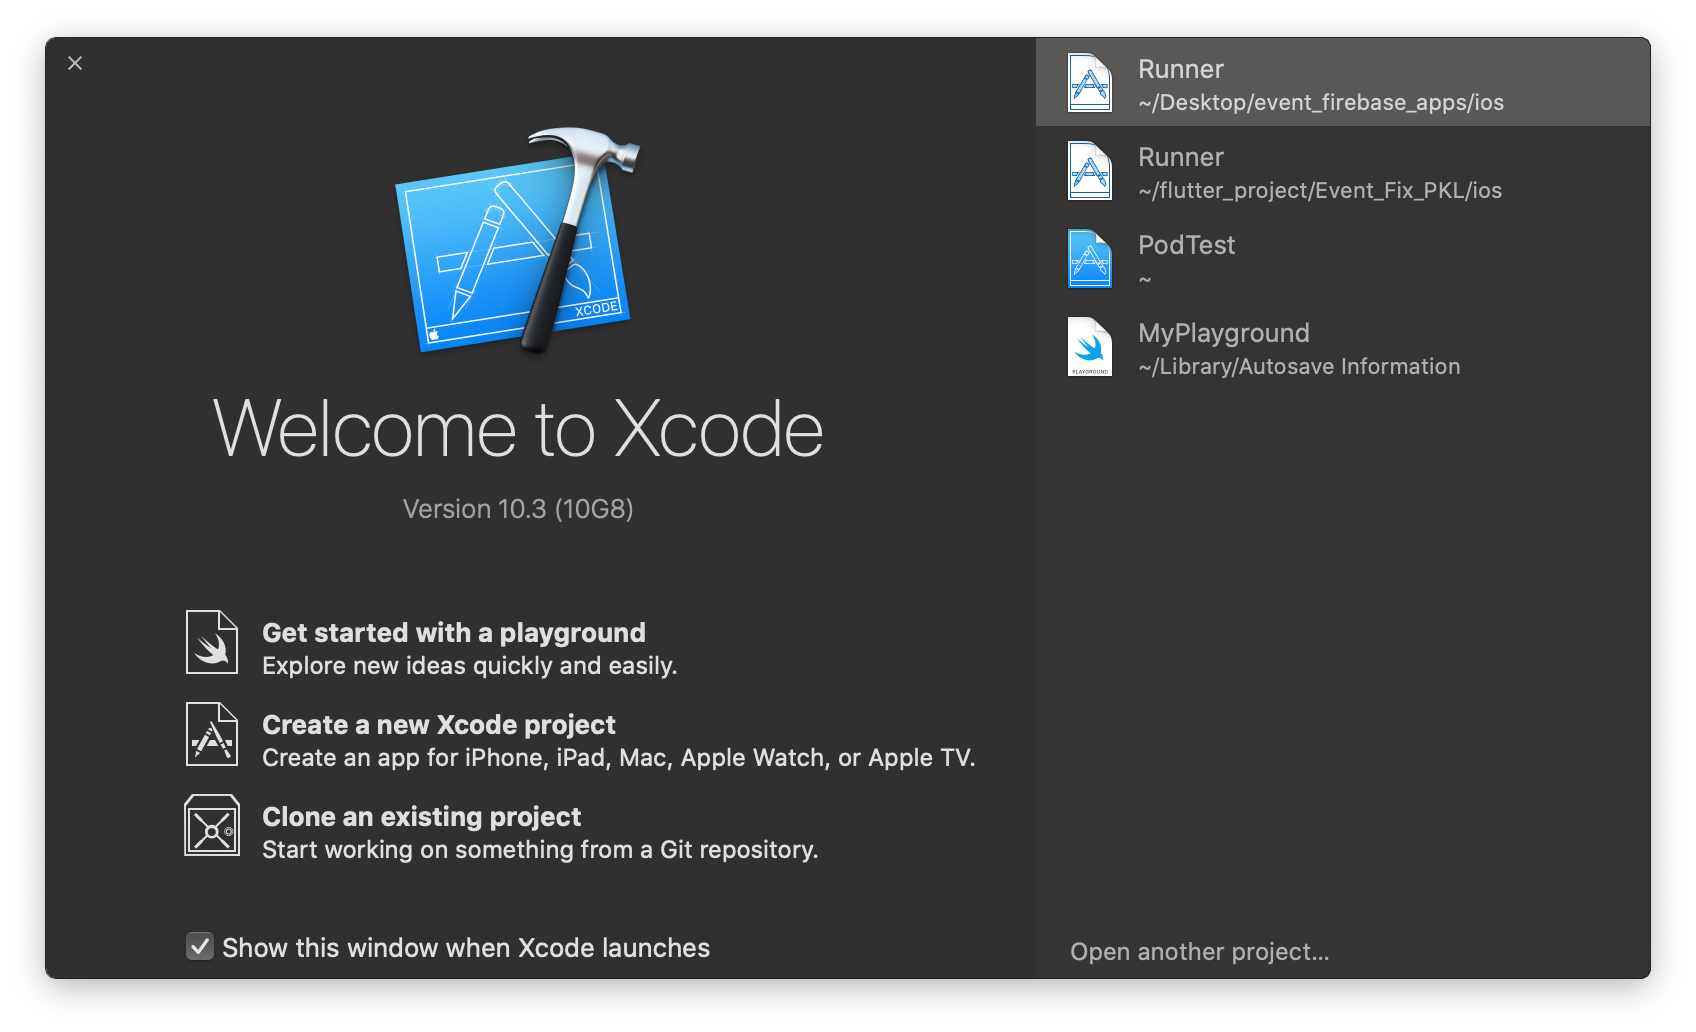 XCODE
Welcome to Xcode
Version 10.3 (10G8)
Get started with a playground
Explore new ideas quickly and easily.
Create a new Xcode project
Create an app for iPhone, iPad, Mac, Apple Watch, or Apple TV.
Clone an existing project
Start working on something from a Git repository.
Show this window when Xcode launches
Runner
~/Desktop/event_firebase_apps/ios
Runner
~/flutter_project/Event_Fix_PKL/ios
PodTest
~
PLAYGROUND
MyPlayground
~/Library/Autosave Information
Open another project...